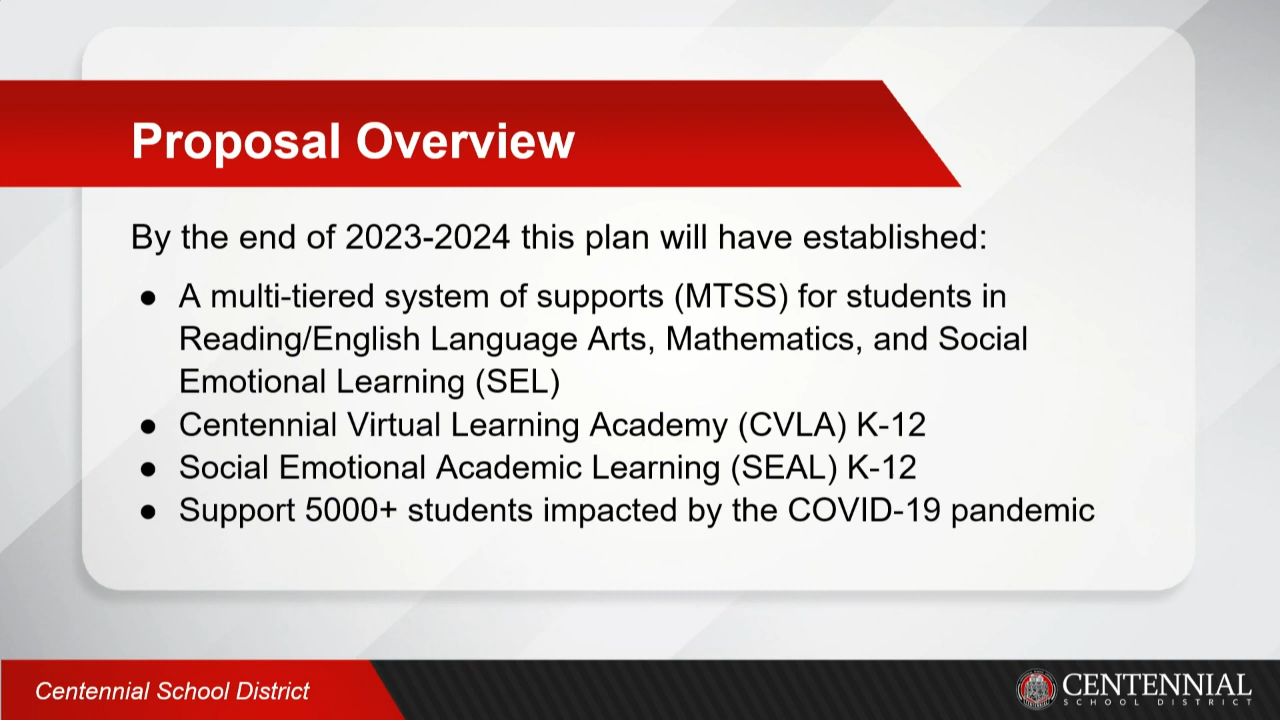 Proposal Overview
By the end of 2023-2024 this plan will have established:
● A multi-tiered system of supports (MTSS) for students in
Reading/English Language Arts, Mathematics, and Social
Emotional Learning (SEL)
● Centennial Virtual Learning Academy (CVLA) K-12
● Social Emotional Academic Learning (SEAL) K-12
● Support 5000+ students impacted by the COVID-19 pandemic
Centennial School District
CENTENNIAL
SCHOOL DISTRICT